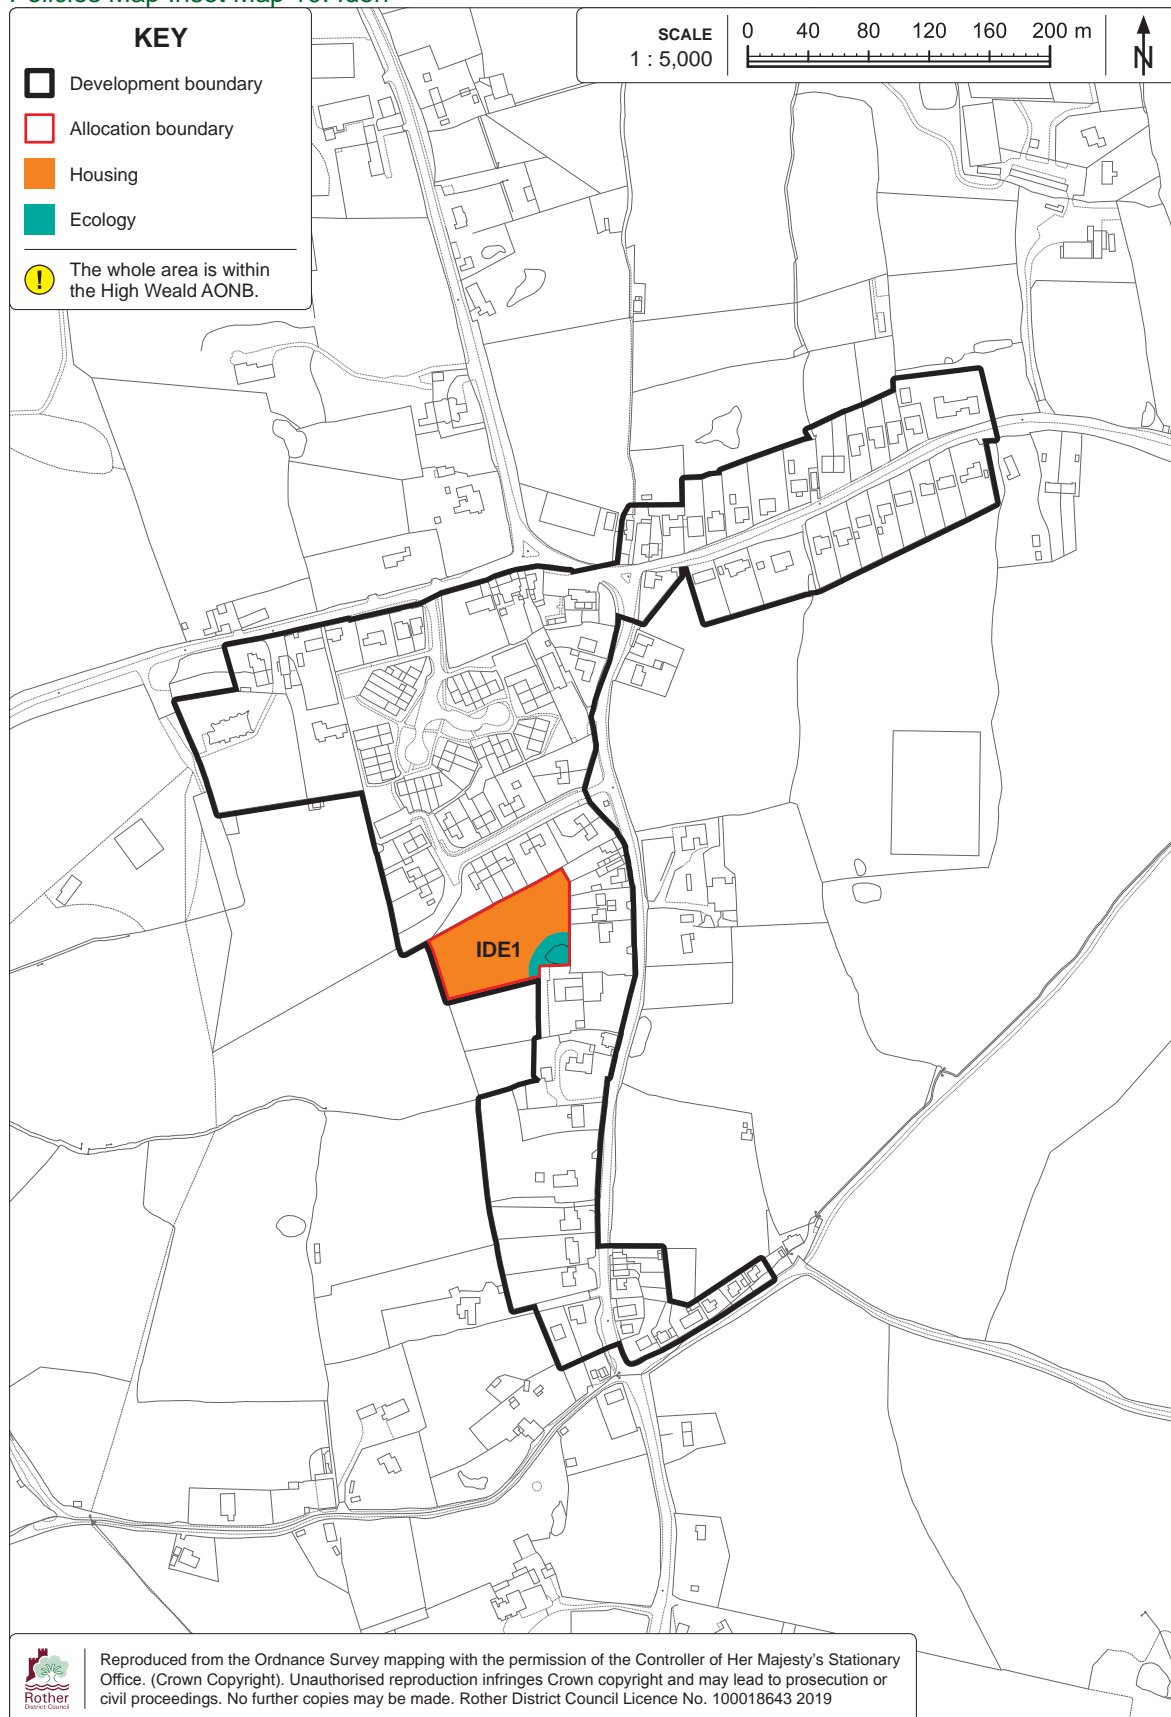 KEY
Development boundary
Allocation boundary
Housing
Ecology
!
The whole area is within
the High Weald AONB.
SCALE
1 : 5,000
0 40 80 120 160 200 m
N
IDE1
Rother
District Council
Reproduced from the Ordnance Survey mapping with the permission of the Controller of Her Majesty's Stationary
Office. (Crown Copyright). Unauthorised reproduction infringes Crown copyright and may lead to prosecution or
civil proceedings. No further copies may be made. Rother District Council Licence No. 100018643 2019